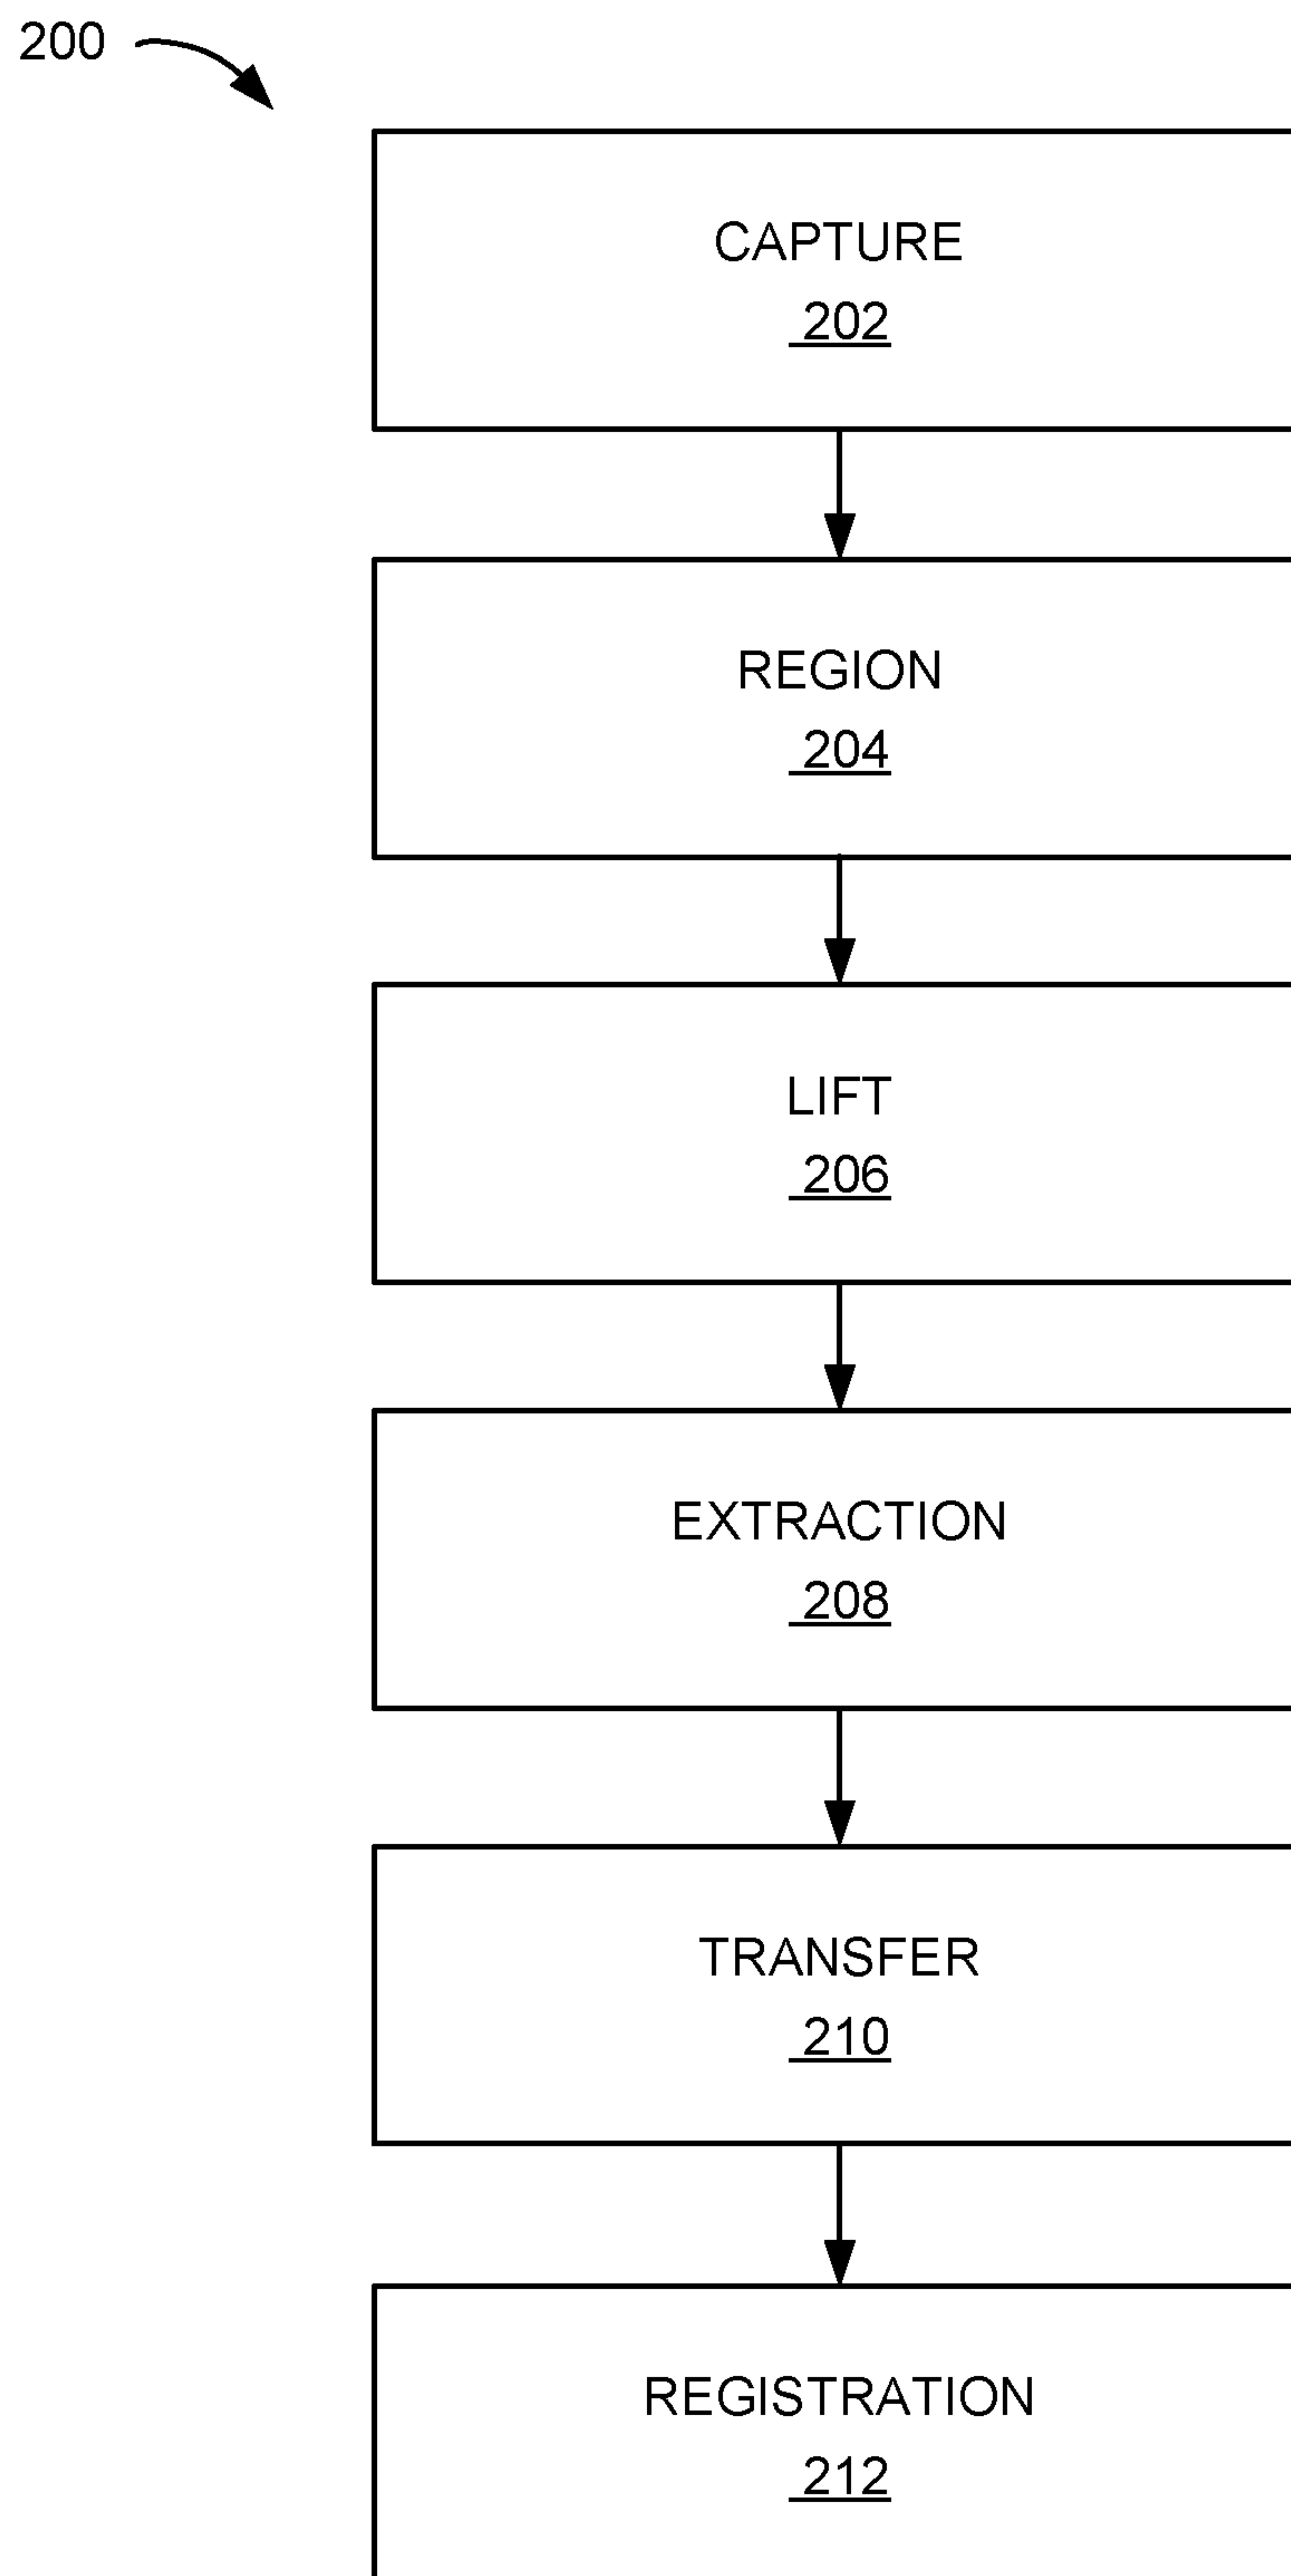 200
CAPTURE
202
REGION
204
LIFT
206
EXTRACTION
208
TRANSFER
210
REGISTRATION
212